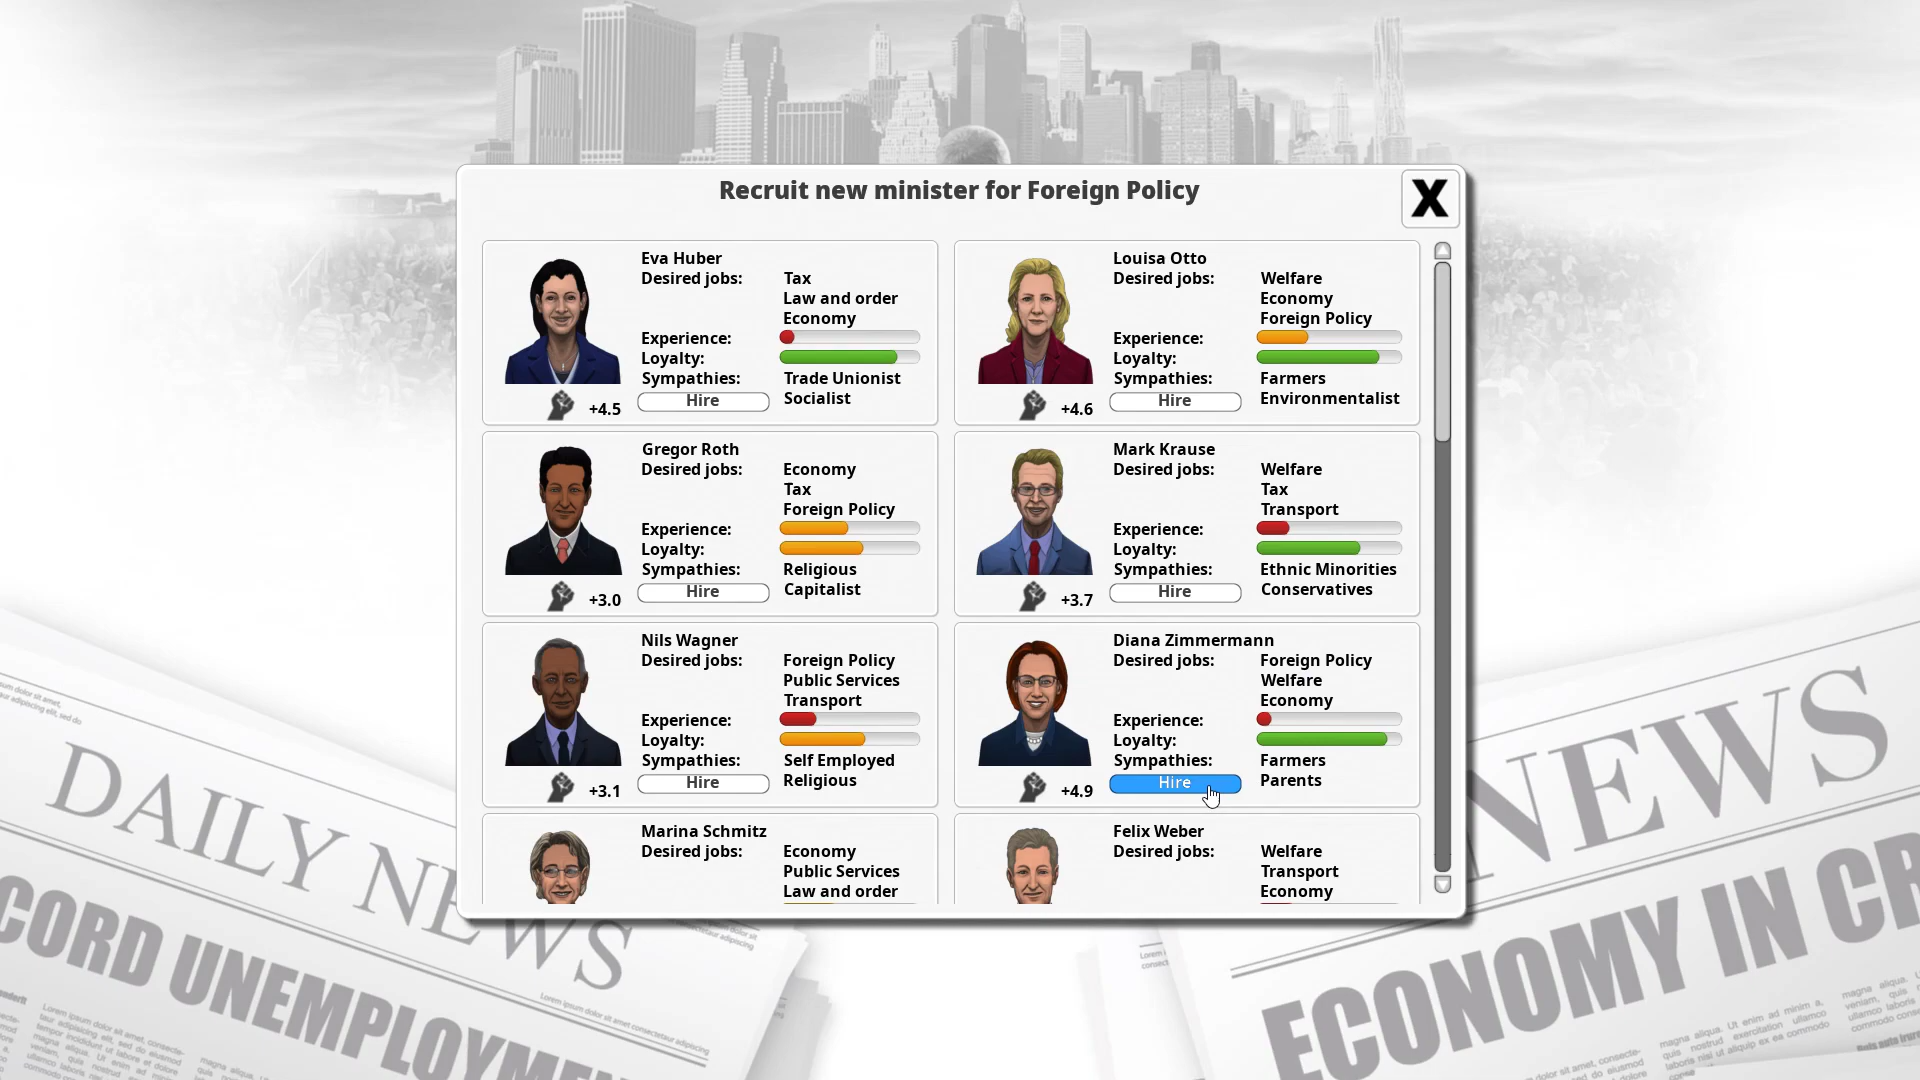 Recruit new minister for Foreign Policy
X
Eva Huber
Desired jobs: Tax
Law and order
Economy
Experience:
Loyalty:
Sympathies: Trade Unionist
Socialist
+4.5
Hire
Louisa Otto
Desired jobs: Welfare
Economy
Foreign Policy
Experience:
Loyalty:
Sympathies: Farmers
Environmentalist
+4.6
Hire
Gregor Roth
Desired jobs: Economy
Tax
Foreign Policy
Experience:
Loyalty:
Sympathies: Religious
Capitalist
+3.0
Hire
Mark Krause
Desired jobs: Welfare
Tax
Transport
Experience:
Loyalty:
Sympathies: Ethnic Minorities
Conservatives
+3.7
Hire
Nils Wagner
Desired jobs: Foreign Policy
Public Services
Transport
Experience:
Loyalty:
Sympathies: Self Employed
Religious
+3.1
Hire
Diana Zimmermann
Desired jobs: Foreign Policy
Welfare
Economy
Experience:
Loyalty:
Sympathies: Farmers
Parents
+4.9
Hire
Marina Schmitz
Desired jobs: Economy
Public Services
Law and order
Felix Weber
Desired jobs: Welfare
Transport
Economy
DAILY NEWS
CORD UNEMPLOYME
NEWS
ECONOMY IN CR